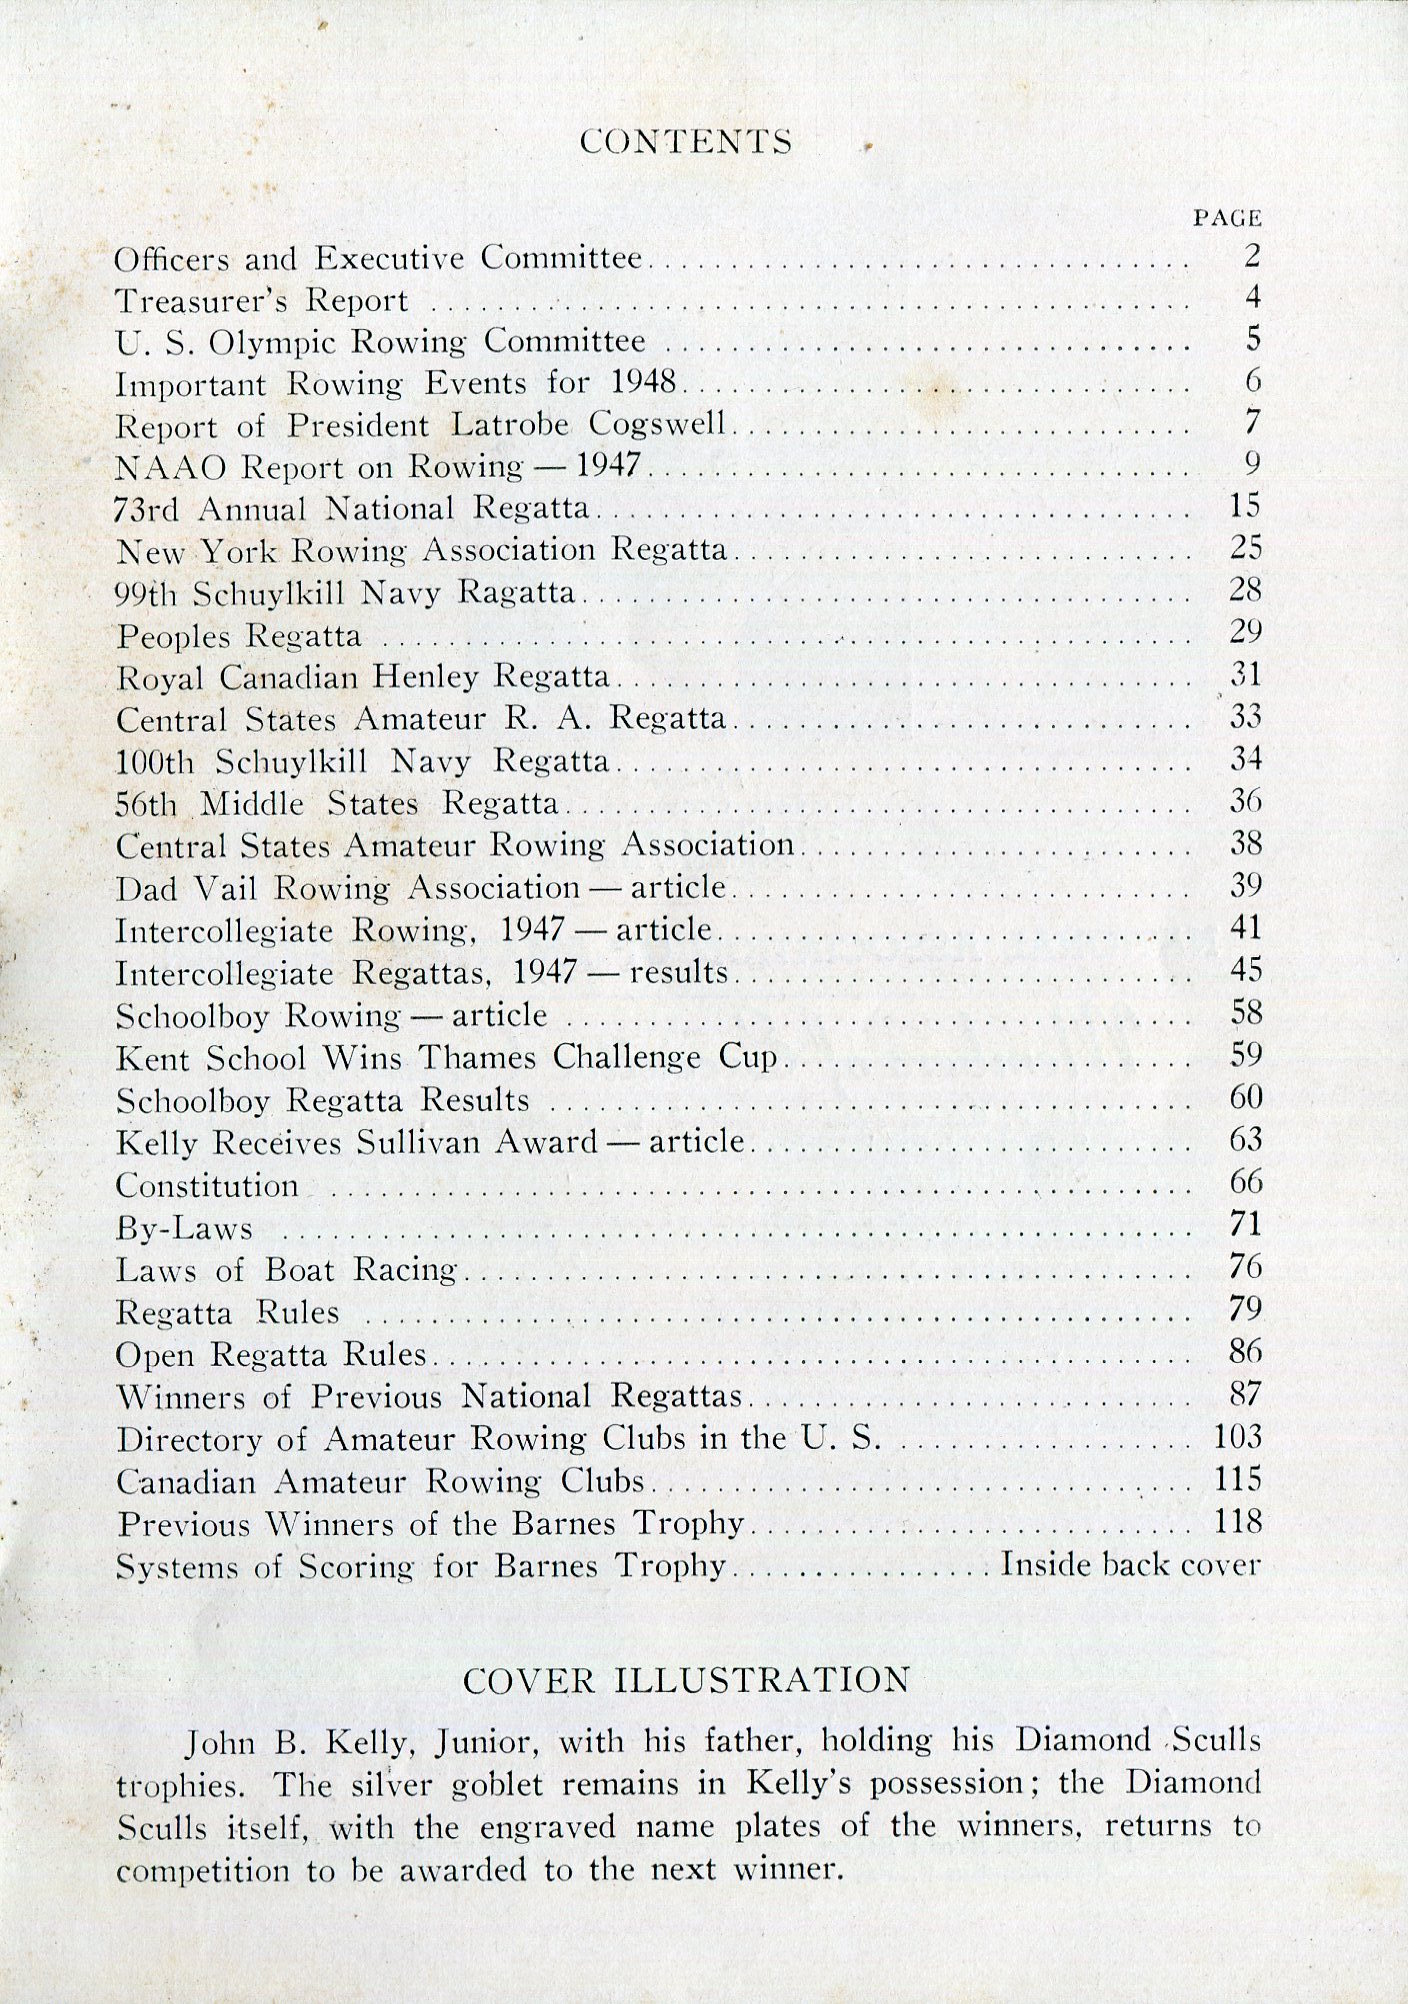 CONTENTS
PAGE
Officers and Executive Committee. . . . . . . . . . . . . . . . . . . . . . . . . . . . . . . . . 2
Treasurer's Report . . . . . . . . . . . . . . . . . . . . . . . . . . . . . . . . . . . . . . . . . . . . . . 4
U. S. Olympic Rowing Committee . . . . . . . . . . . . . . . . . . . . . . . . . . . . . . . . 5
Important Rowing Events for 1948. . . . . . . . . . . . . . . . . . . . . . . . . . . . . . . 6
Report of President Latrobe Cogswell. . . . . . . . . . . . . . . . . . . . . . . . . . . . 7
NAAO Report on Rowing — 1947. . . . . . . . . . . . . . . . . . . . . . . . . . . . . . . . . 9
73rd Annual National Regatta. . . . . . . . . . . . . . . . . . . . . . . . . . . . . . . . . . . . 15
New York Rowing Association Regatta. . . . . . . . . . . . . . . . . . . . . . . . . . . . 25
99th Schuylkill Navy Ragatta. . . . . . . . . . . . . . . . . . . . . . . . . . . . . . . . . . . . . 28
Peoples Regatta . . . . . . . . . . . . . . . . . . . . . . . . . . . . . . . . . . . . . . . . . . . . . . . . . 29
Royal Canadian Henley Regatta. . . . . . . . . . . . . . . . . . . . . . . . . . . . . . . . . . . 31
Central States Amateur R. A. Regatta. . . . . . . . . . . . . . . . . . . . . . . . . . . . 33
100th Schuylkill Navy Regatta. . . . . . . . . . . . . . . . . . . . . . . . . . . . . . . . . . . 34
56th Middle States Regatta. . . . . . . . . . . . . . . . . . . . . . . . . . . . . . . . . . . . . . 36
Central States Amateur Rowing Association. . . . . . . . . . . . . . . . . . . . . . . . 38
Dad Vail Rowing Association — article. . . . . . . . . . . . . . . . . . . . . . . . . . . . 39
Intercollegiate Rowing, 1947 — article. . . . . . . . . . . . . . . . . . . . . . . . . . . . . 41
Intercollegiate Regattas, 1947 — results. . . . . . . . . . . . . . . . . . . . . . . . . . . . 45
Schoolboy Rowing — article . . . . . . . . . . . . . . . . . . . . . . . . . . . . . . . . . . . . . . 58
Kent School Wins Thames Challenge Cup. . . . . . . . . . . . . . . . . . . . . . . . . 59
Schoolboy Regatta Results . . . . . . . . . . . . . . . . . . . . . . . . . . . . . . . . . . . . . . . 60
Kelly Receives Sullivan Award — article. . . . . . . . . . . . . . . . . . . . . . . . . . . 63
Constitution . . . . . . . . . . . . . . . . . . . . . . . . . . . . . . . . . . . . . . . . . . . . . . . . . . . . 66
By-Laws . . . . . . . . . . . . . . . . . . . . . . . . . . . . . . . . . . . . . . . . . . . . . . . . . . . . . . . 71
Laws of Boat Racing. . . . . . . . . . . . . . . . . . . . . . . . . . . . . . . . . . . . . . . . . . . . 76
Regatta Rules . . . . . . . . . . . . . . . . . . . . . . . . . . . . . . . . . . . . . . . . . . . . . . . . . . 79
Open Regatta Rules. . . . . . . . . . . . . . . . . . . . . . . . . . . . . . . . . . . . . . . . . . . . . . 86
Winners of Previous National Regattas. . . . . . . . . . . . . . . . . . . . . . . . . . . 87
Directory of Amateur Rowing Clubs in the U. S. . . . . . . . . . . . . . . . . . . 103
Canadian Amateur Rowing Clubs. . . . . . . . . . . . . . . . . . . . . . . . . . . . . . . . . 115
Previous Winners of the Barnes Trophy. . . . . . . . . . . . . . . . . . . . . . . . . . . 118
Systems of Scoring for Barnes Trophy. . . . . . . . . . . . . . . . Inside back cover
COVER ILLUSTRATION
John B. Kelly, Junior, with his father, holding his Diamond Sculls
trophies. The silver goblet remains in Kelly's possession; the Diamond
Sculls itself, with the engraved name plates of the winners, returns to
competition to be awarded to the next winner.